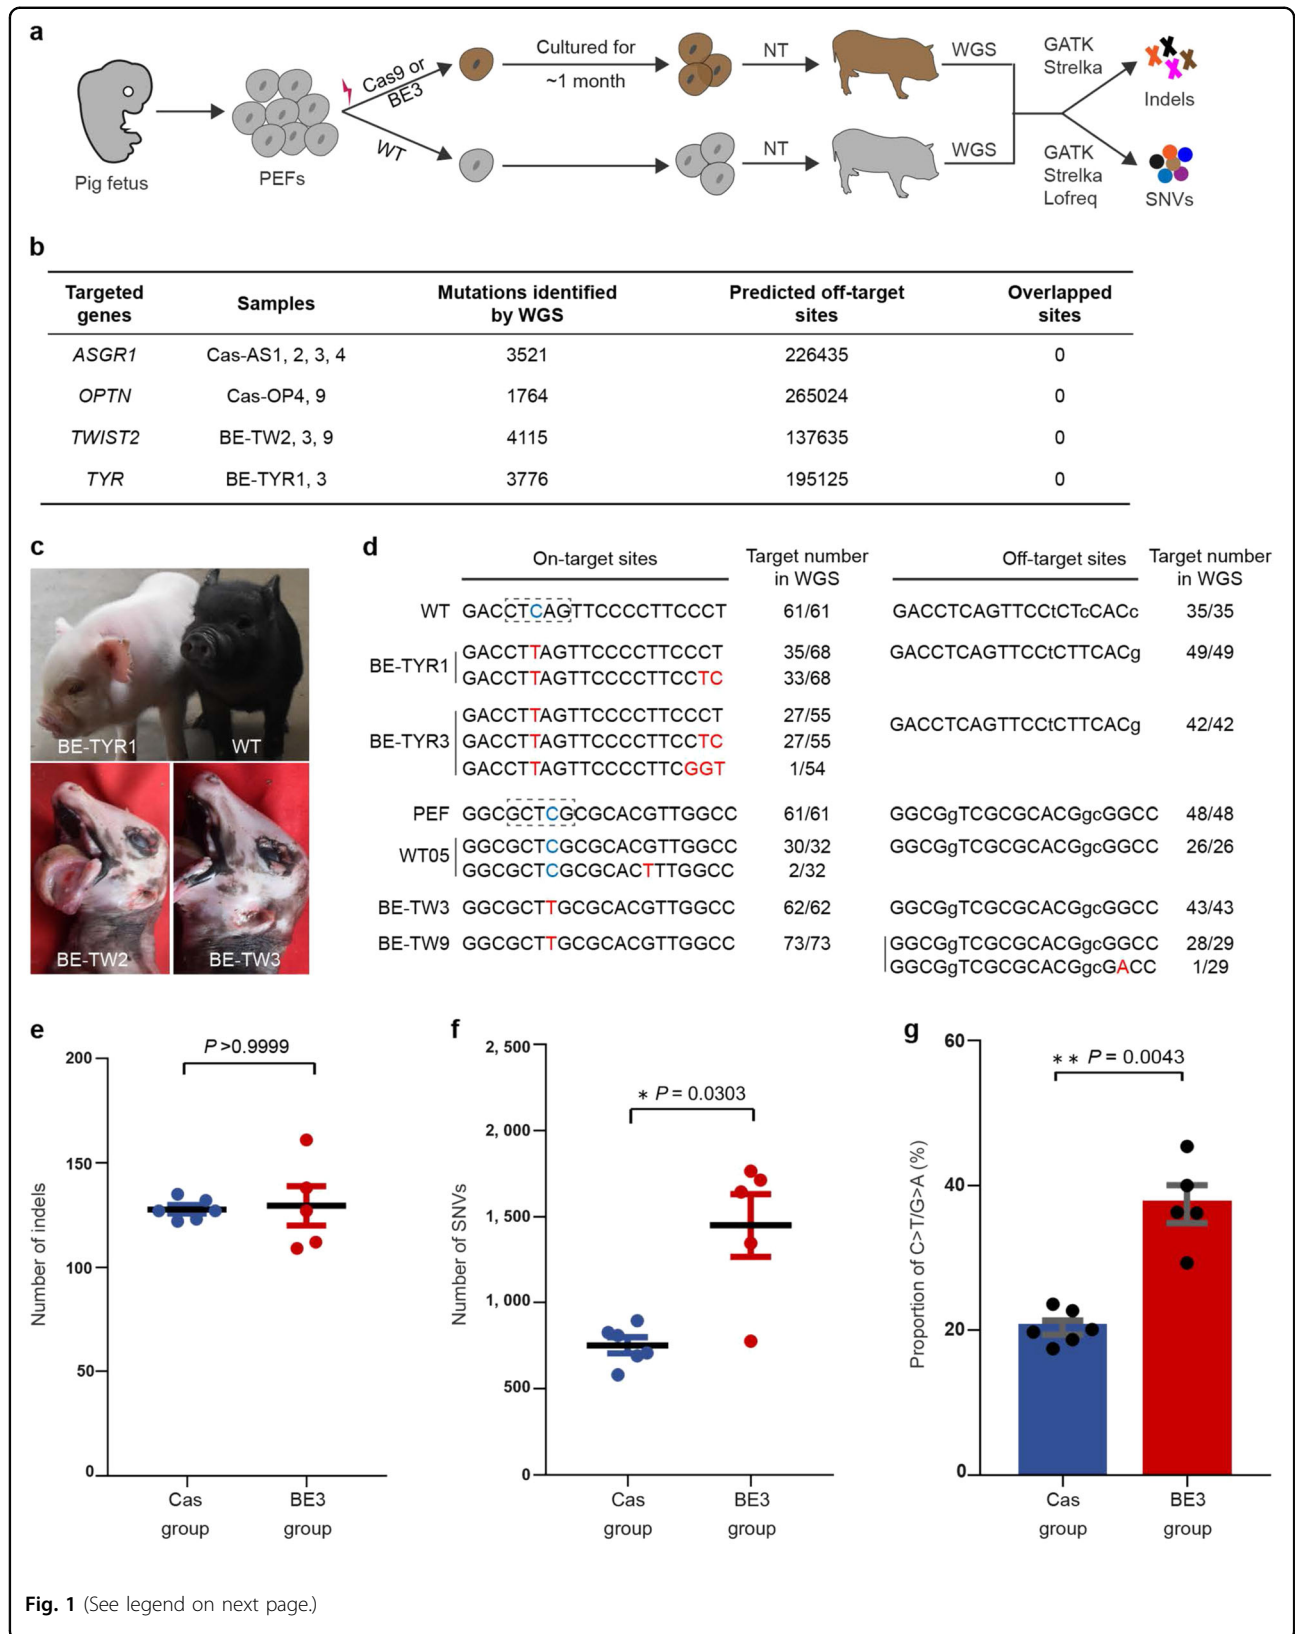 a
Pig fetus
PEFs
Cas9 or
BE3
WT
Cultured for
~1 month
NT
WGS
GATK
Strelka
Indels
NT
WGS
GATK
Strelka
Lofreq
SNVs
b
Targeted genes Samples Mutations identified by WGS Predicted off-target sites Overlapped sites
ASGR1 Cas-AS1, 2, 3, 4 3521 226435 0
OPTN Cas-OP4, 9 1764 265024 0
TWIST2 BE-TW2, 3, 9 4115 137635 0
TYR BE-TYR1, 3 3776 195125 0
c
BE-TYR1 WT
BE-TW2 BE-TW3
d
On-target sites Target number in WGS Off-target sites Target number in WGS
WT GACCTCAGTTCCCCTTCCCT 61/61 GACCTCAGTTCCtCTcCACc 35/35
BE-TYR1 GACCTTAGTTCCCCTTCCCT 35/68 GACCTCAGTTCCtCTTCACg 49/49
GACCTTAGTTCCCCTTCCTC 33/68
BE-TYR3 GACCTTAGTTCCCCTTCCCT 27/55 GACCTCAGTTCCtCTTCACg 42/42
GACCTTAGTTCCCCTTCCTC 27/55
GACCTTAGTTCCCCTTCGGT 1/54
PEF GGCGCTCGCGCACGTTGGCC 61/61 GGCGgTCGCGCACGgcGGCC 48/48
WT05 GGCGCTCGCGCACGTTGGCC 30/32 GGCGgTCGCGCACGgcGGCC 26/26
GGCGCTCGCGCACTTTGGCC 2/32
BE-TW3 GGCGCTTGCGCACGTTGGCC 62/62 GGCGgTCGCGCACGgcGGCC 43/43
BE-TW9 GGCGCTTGCGCACGTTGGCC 73/73 GGCGgTCGCGCACGgcGGCC 28/29
GGCGgTCGCGCACGgcGACC 1/29
e
P >0.9999
Number of indels
200
150
100
50
0
Cas group
BE3 group
f
* P = 0.0303
Number of SNVs
2, 500
2, 000
1, 500
1, 000
500
0
Cas group
BE3 group
g
** P = 0.0043
Proportion of C>T/G>A (%)
60
40
20
0
Cas group
BE3 group
Fig. 1 (See legend on next page.)